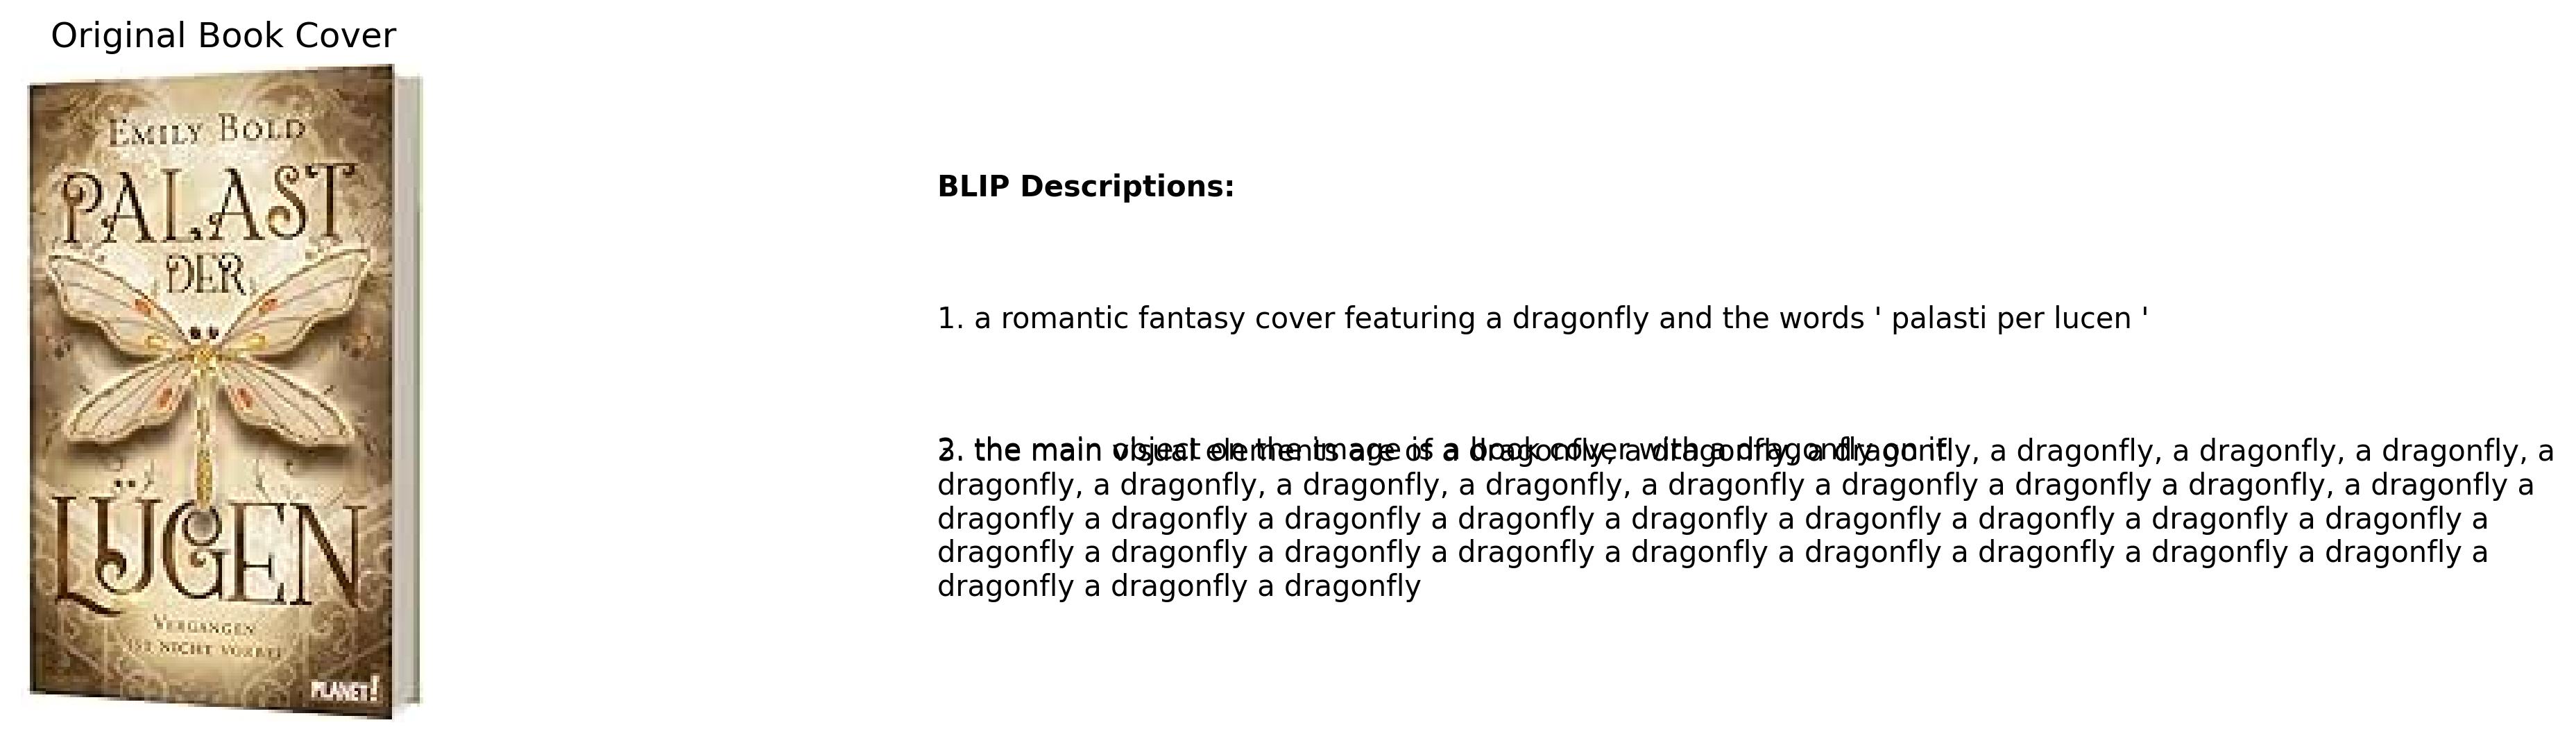 Original Book Cover
EMILY BOLD
PALAST
DER
LÜGEN
VERGANGEN
IST NICHT VORBEI
PLANET!
BLIP Descriptions:
1. a romantic fantasy cover featuring a dragonfly and the words ' palasti per lucen '
2. the main object on the image is a book cover with a dragonfly on it
3. the main visual elements are of a dragonfly, a dragonfly, a dragonfly, a dragonfly, a dragonfly, a dragonfly, a
dragonfly, a dragonfly, a dragonfly, a dragonfly, a dragonfly a dragonfly a dragonfly a dragonfly, a dragonfly a
dragonfly a dragonfly a dragonfly a dragonfly a dragonfly a dragonfly a dragonfly a dragonfly a dragonfly a
dragonfly a dragonfly a dragonfly a dragonfly a dragonfly a dragonfly a dragonfly a dragonfly a dragonfly a
dragonfly a dragonfly a dragonfly